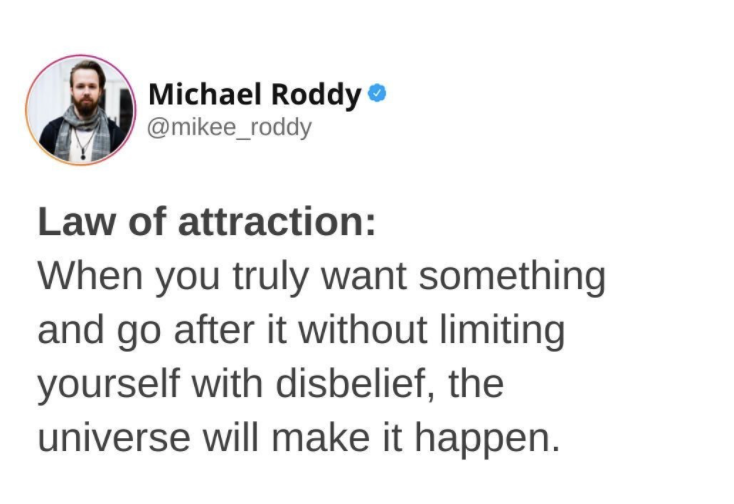 Michael Roddy
@mikee_roddy
Law of attraction:
When you truly want something
and go after it without limiting
yourself with disbelief, the
universe will make it happen.